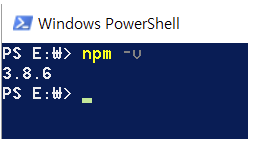 Windows PowerShell
PS E:₩> npm -v
3.8.6
PS E:₩>